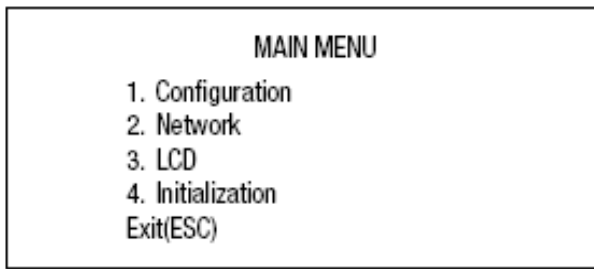 MAIN MENU
1. Configuration
2. Network
3. LCD
4. Initialization
Exit(ESC)